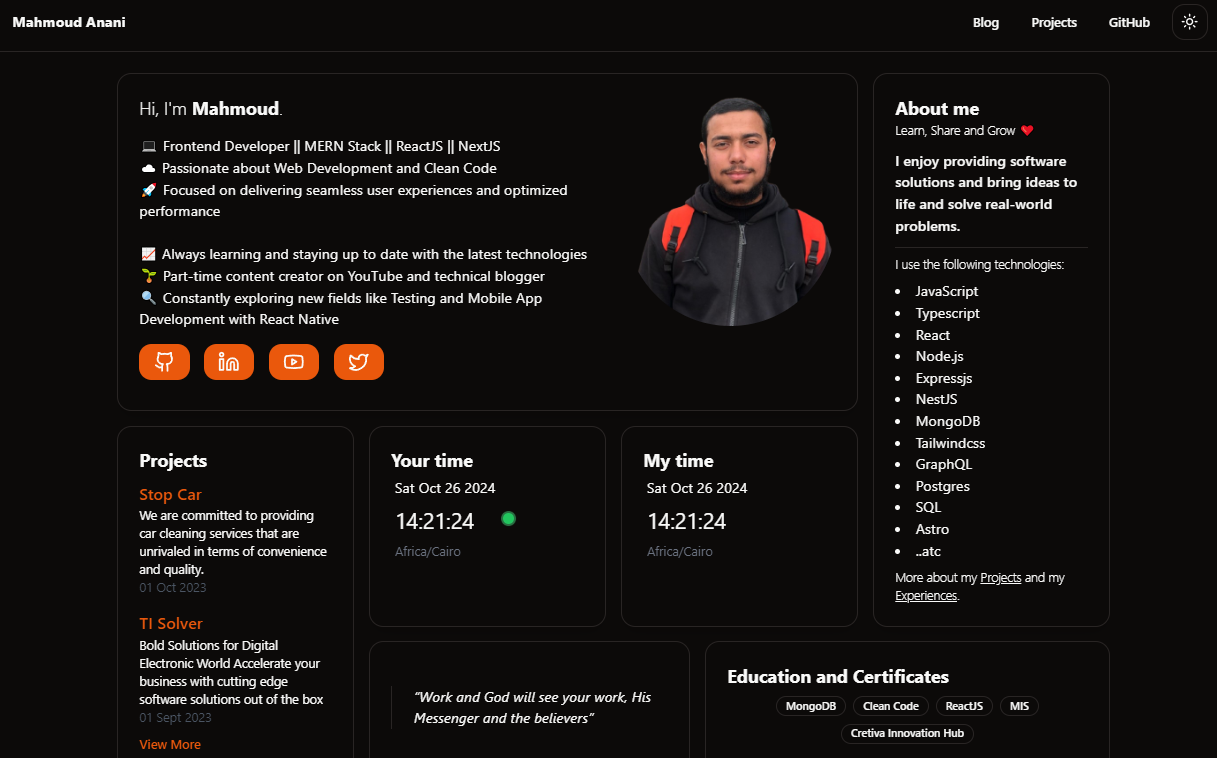 Mahmoud Anani
Blog
Projects
GitHub
Hi, I'm Mahmoud.
Frontend Developer || MERN Stack || ReactJS || NextJS
Passionate about Web Development and Clean Code
Focused on delivering seamless user experiences and optimized
performance
Always learning and staying up to date with the latest technologies
Part-time content creator on YouTube and technical blogger
Constantly exploring new fields like Testing and Mobile App
Development with React Native
About me
Learn, Share and Grow
I enjoy providing software
solutions and bring ideas to
life and solve real-world
problems.
I use the following technologies:
JavaScript
Typescript
React
Node.js
Expressjs
NestJS
MongoDB
Tailwindcss
GraphQL
Postgres
SQL
Astro
..atc
More about my Projects and my
Experiences.
Projects
Stop Car
We are committed to providing
car cleaning services that are
unrivaled in terms of convenience
and quality.
01 Oct 2023
TI Solver
Bold Solutions for Digital
Electronic World Accelerate your
business with cutting edge
software solutions out of the box
01 Sept 2023
View More
Your time
Sat Oct 26 2024
14:21:24
Africa/Cairo
My time
Sat Oct 26 2024
14:21:24
Africa/Cairo
“Work and God will see your work, His
Messenger and the believers”
Education and Certificates
MongoDB
Clean Code
ReactJS
MIS
Cretiva Innovation Hub